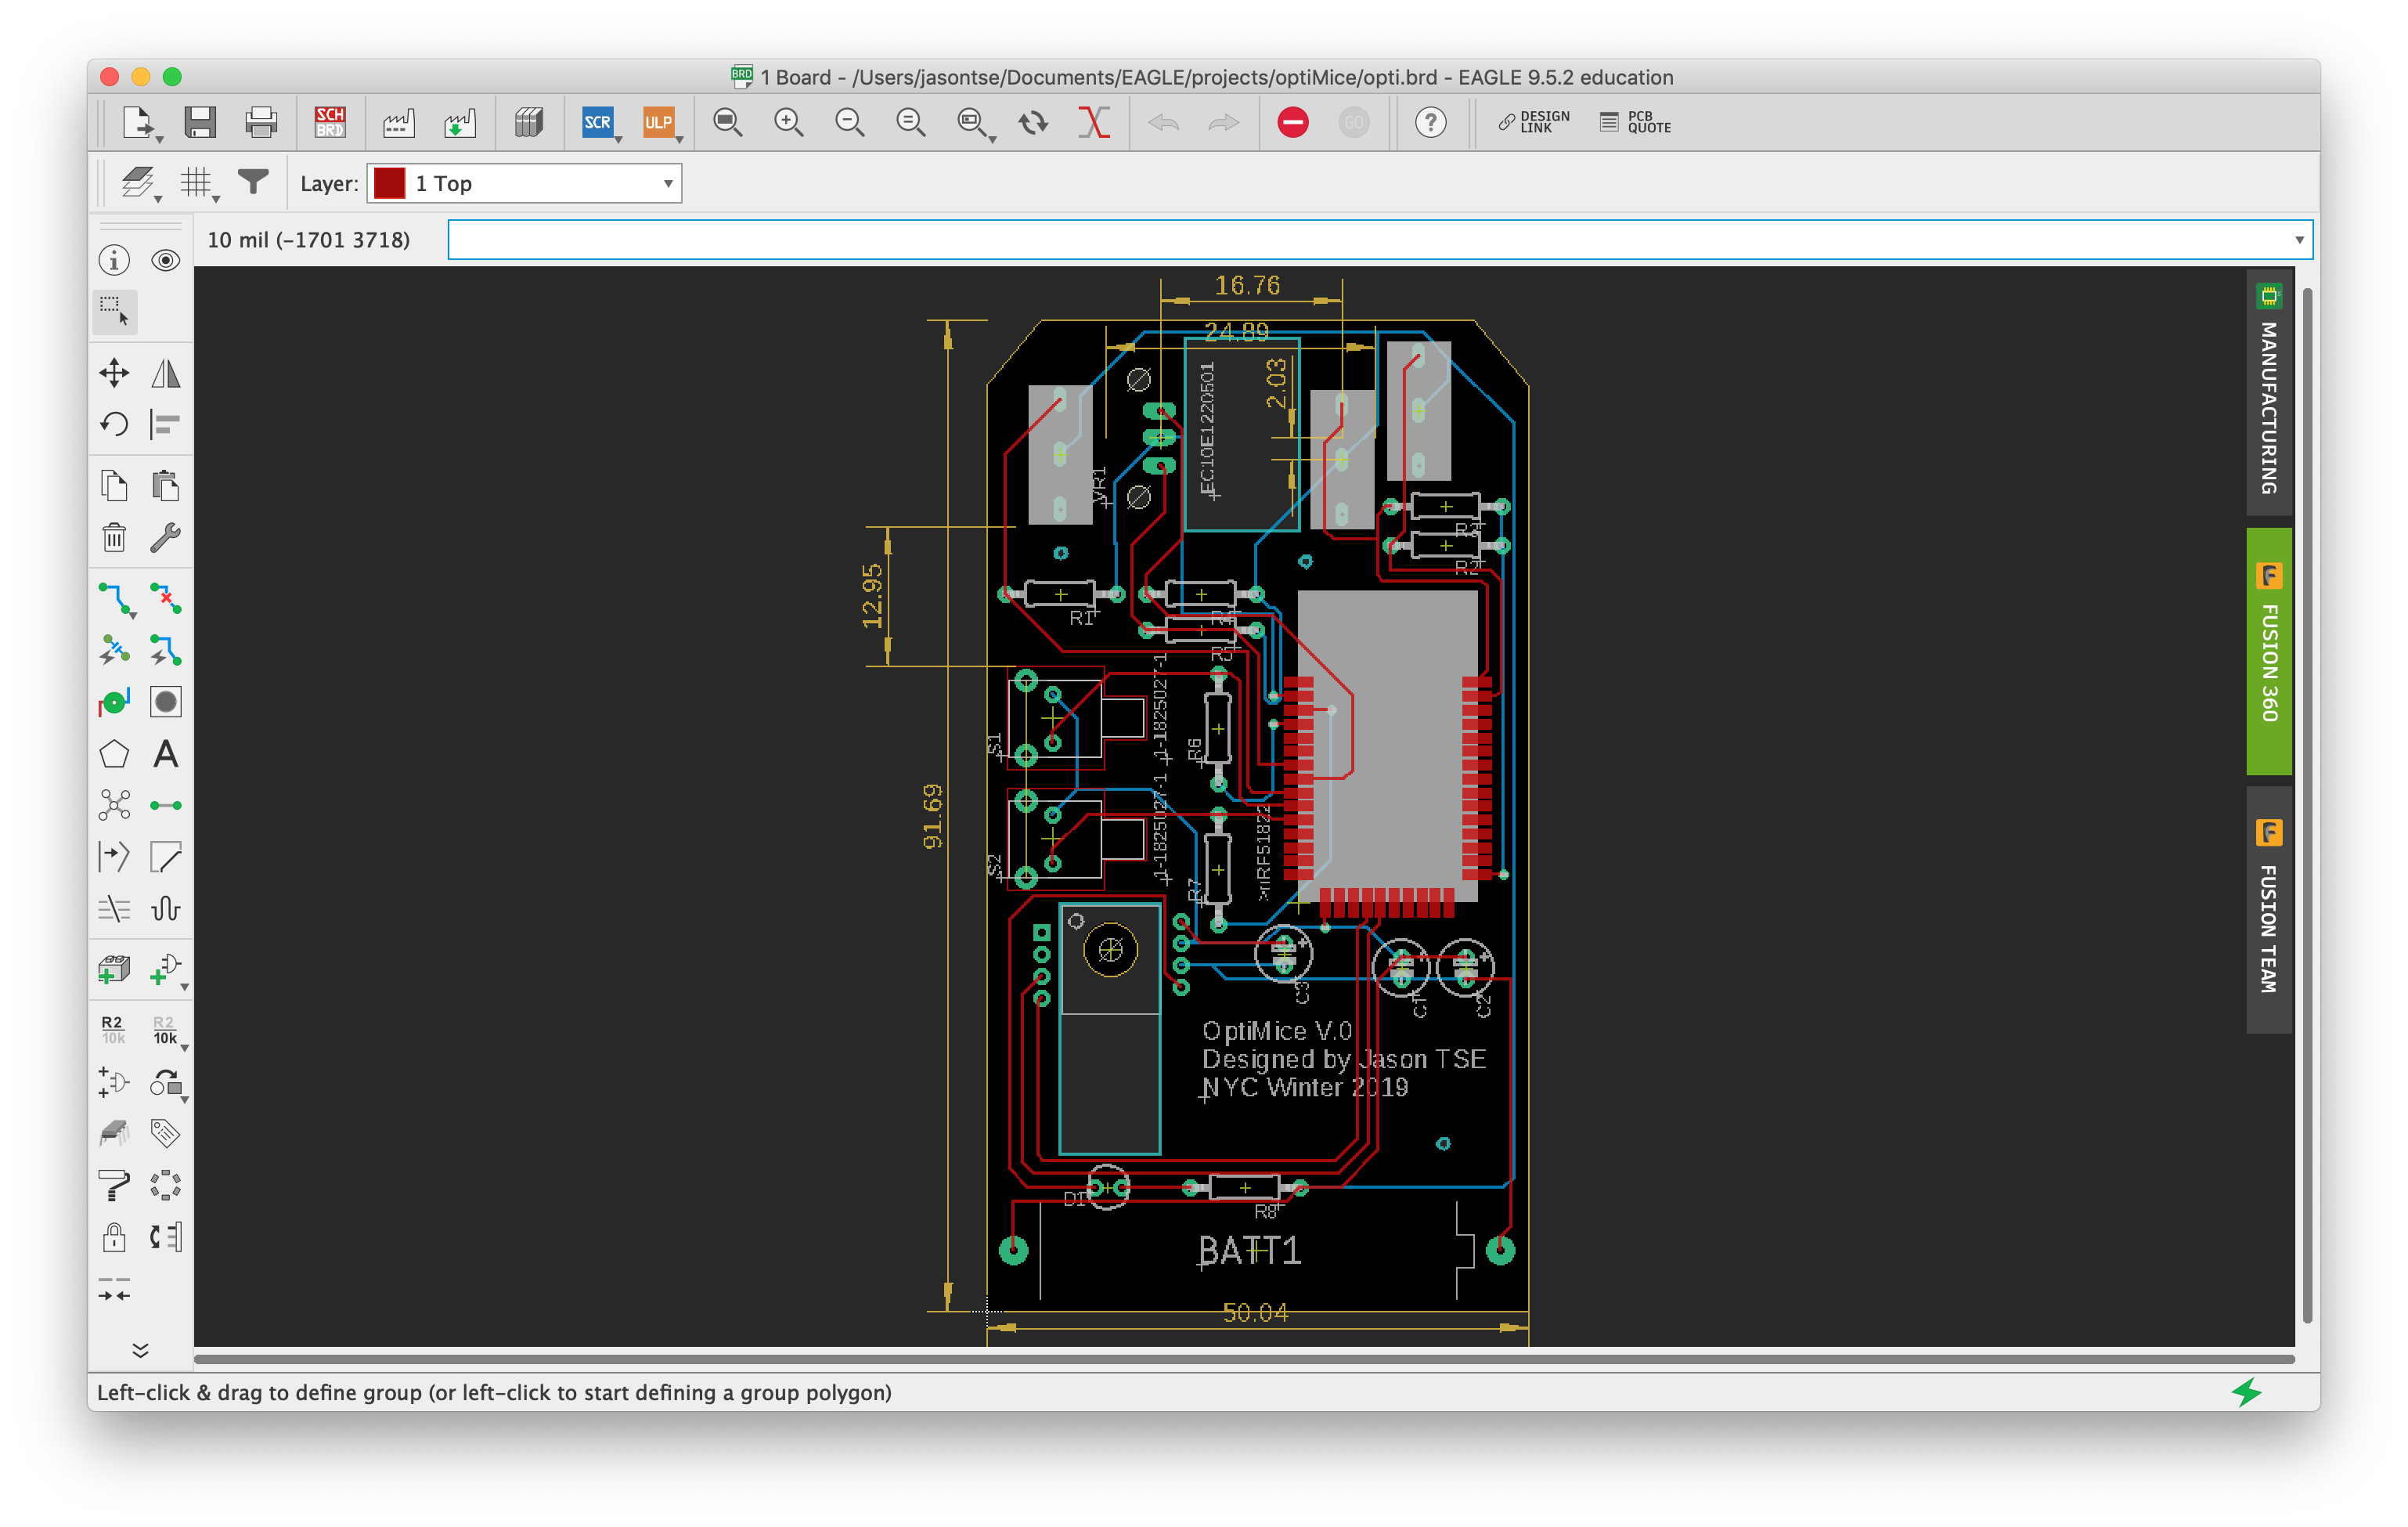 1 Board - /Users/jasontse/Documents/EAGLE/projects/optiMice/opti.brd - EAGLE 9.5.2 education
BRD
SCH
BRD
SCR
ULP
GO
?
DESIGN
LINK
PCB
QUOTE
Layer:
1 Top
10 mil (-1701 3718)
MANUFACTURING
FUSION 360
FUSION TEAM
R2
10k
R2
10k
16.76
24.89
2.03
EC10E1220501
VR1
R3
R2
12.95
R1
S1
1-1825027-1
R6
91.69
S2
1-1825027-1
R7
>nRF51822
C3
C1
C2
OptiMice V.0
Designed by Jason TSE
NYC Winter 2019
D1
R8
BATT1
50.04
Left-click & drag to define group (or left-click to start defining a group polygon)